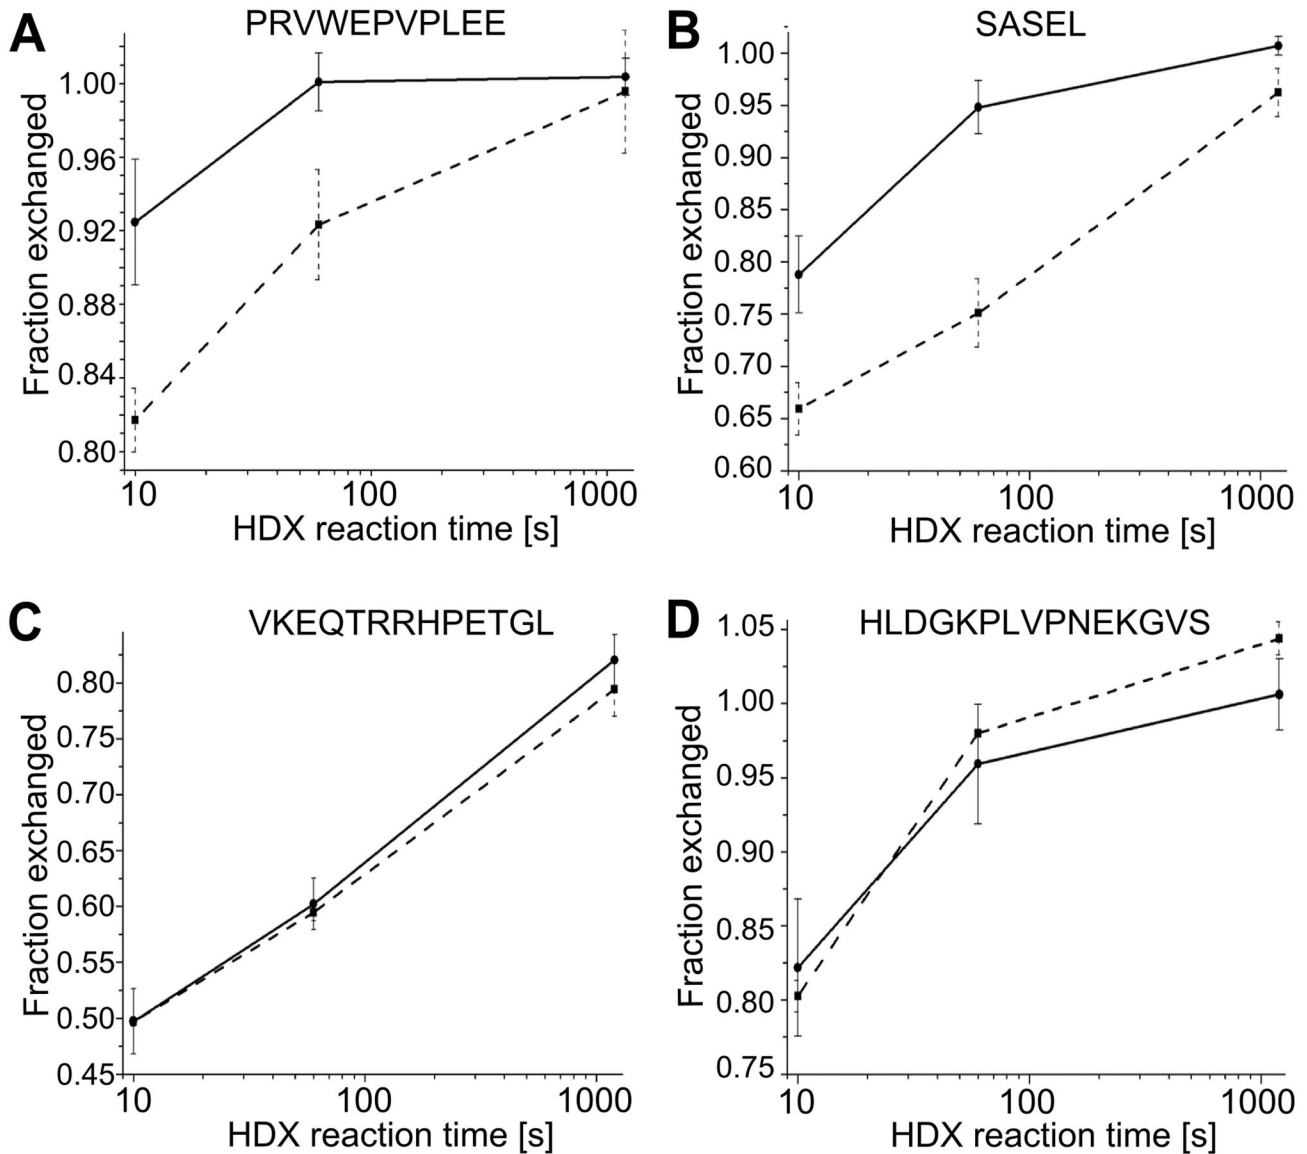 A
PRVWEPVPLEE
Fraction exchanged
1.00
0.96
0.92
0.88
0.84
0.80
10
100
1000
HDX reaction time [s]
B
SASEL
Fraction exchanged
1.00
0.95
0.90
0.85
0.80
0.75
0.70
0.65
0.60
10
100
1000
HDX reaction time [s]
C
VKEQTRRHPETGL
Fraction exchanged
0.80
0.75
0.70
0.65
0.60
0.55
0.50
0.45
10
100
1000
HDX reaction time [s]
D
HLDGKPLVPNEKGVS
Fraction exchanged
1.05
1.00
0.95
0.90
0.85
0.80
0.75
10
100
1000
HDX reaction time [s]